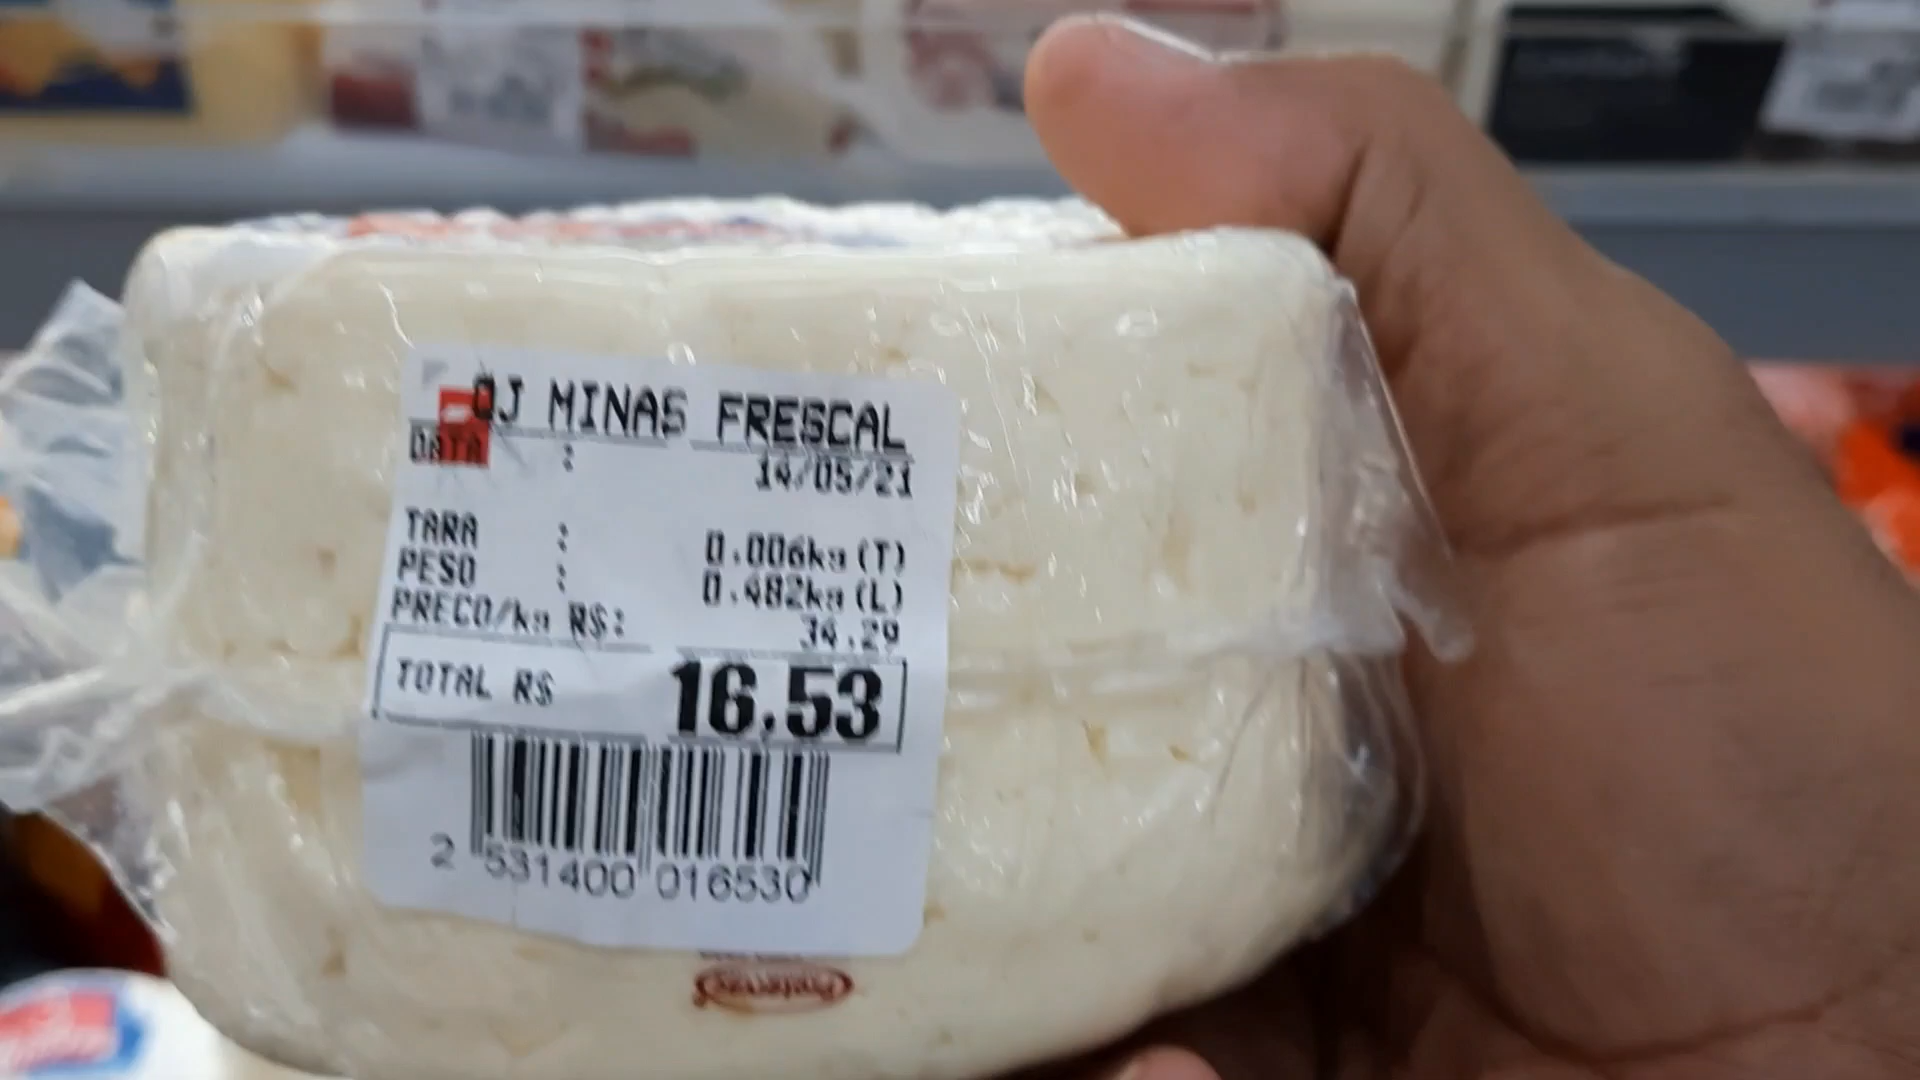 QJ MINAS FRESCAL
DATA : 14/05/21
TARA : 0.006kg (T)
PESO : 0.482kg (L)
PRECO/kg R$: 34.29
TOTAL R$ 16.53
2 531400 016530